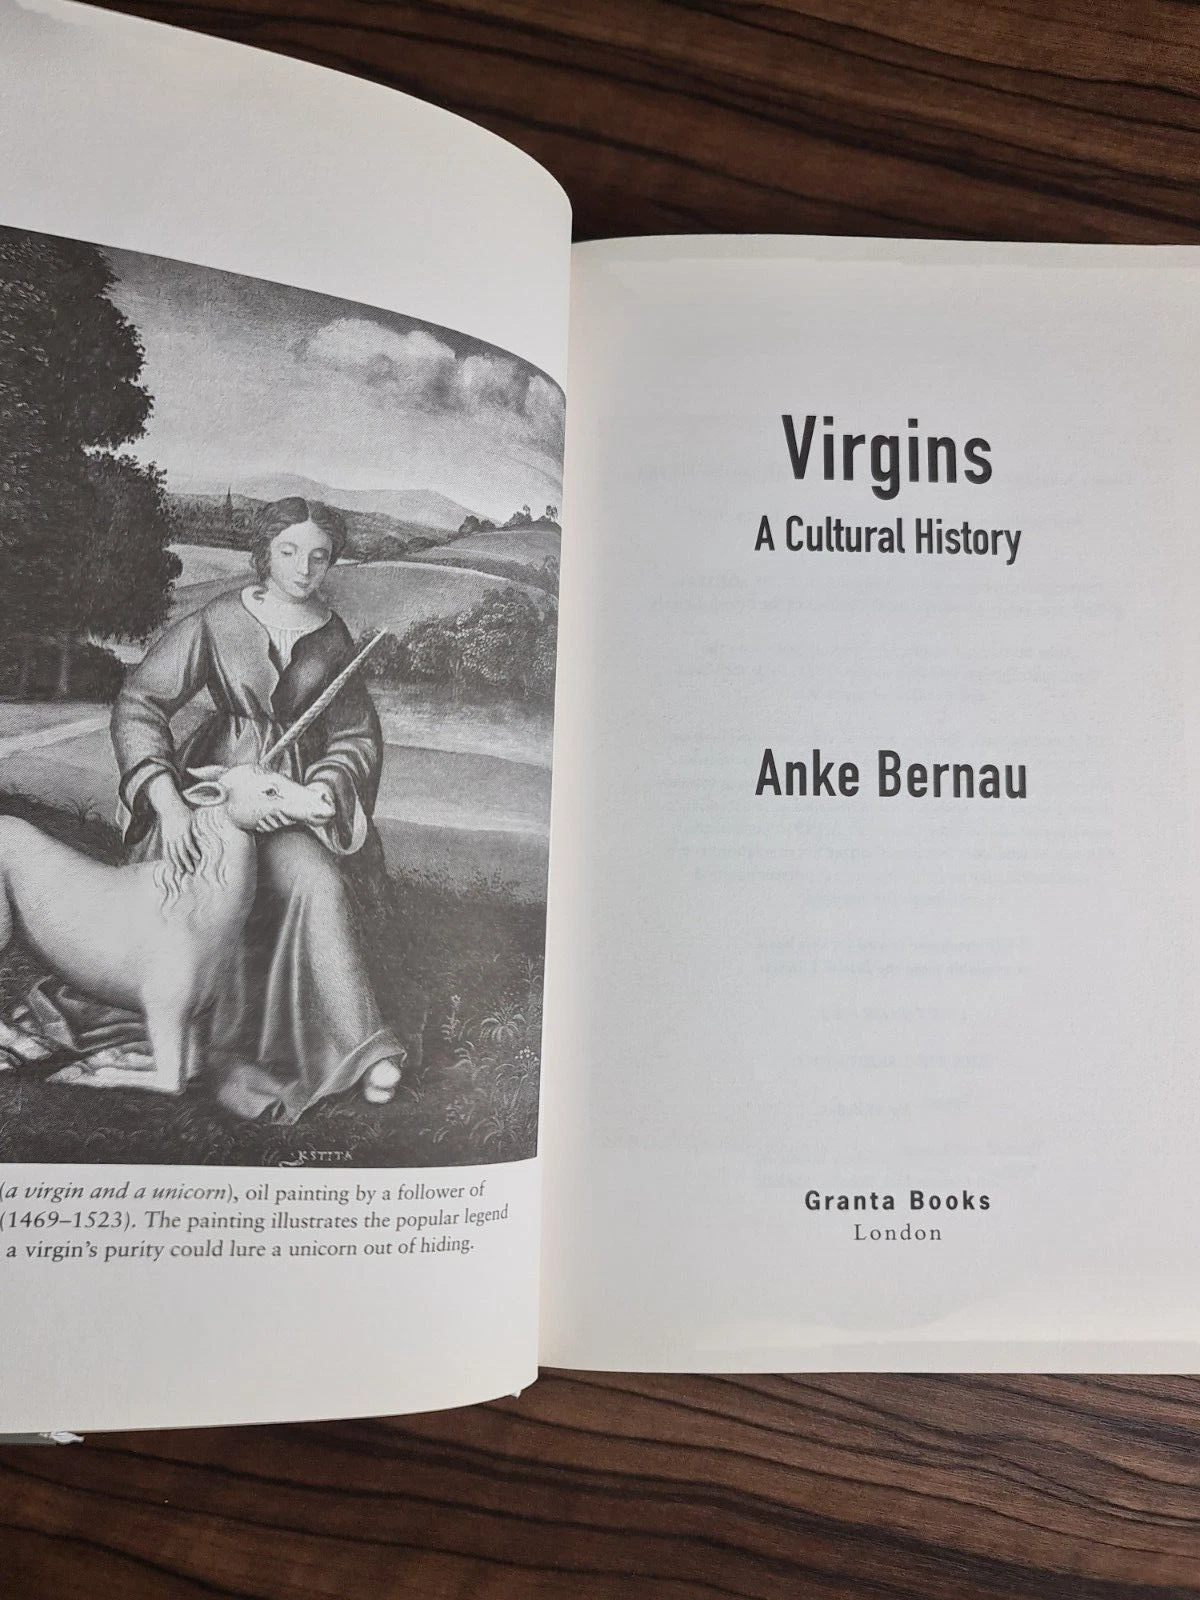 KSTITA
(a virgin and a unicorn), oil painting by a follower of
(1469–1523). The painting illustrates the popular legend
a virgin's purity could lure a unicorn out of hiding.
Virgins
A Cultural History
Anke Bernau
Granta Books
London